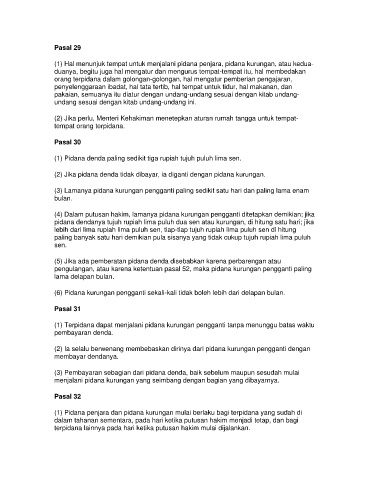 Pasal 29
(1) Hal menunjuk tempat untuk menjalani pidana penjara, pidana kurungan, atau kedua-
duanya, begitu juga hal mengatur dan mengurus tempat-tempat itu, hal membedakan
orang terpidana dalam golongan-golongan, hal mengatur pemberian pengajaran,
penyelenggaraan ibadat, hal tata tertib, hal tempat untuk tidur, hal makanan, dan
pakaian, semuanya itu diatur dengan undang-undang sesuai dengan kitab undang-
undang sesuai dengan kitab undang-undang ini.
(2) Jika perlu, Menteri Kehakiman menetepkan aturan rumah tangga untuk tempat-
tempat orang terpidana.
Pasal 30
(1) Pidana denda paling sedikit tiga rupiah tujuh puluh lima sen.
(2) Jika pidana denda tidak dibayar, ia diganti dengan pidana kurungan.
(3) Lamanya pidana kurungan pengganti paling sedikit satu hari dan paling lama enam
bulan.
(4) Dalam putusan hakim, lamanya pidana kurungan pengganti ditetapkan demikian; jika
pidana dendanya tujuh rupiah lima puluh dua sen atau kurungan, di hitung satu hari; jika
lebih dari lima rupiah lima puluh sen, tiap-tiap tujuh rupiah lima puluh sen di hitung
paling banyak satu hari demikian pula sisanya yang tidak cukup tujuh rupiah lima puluh
sen.
(5) Jika ada pemberatan pidana denda disebabkan karena perbarengan atau
pengulangan, atau karena ketentuan pasal 52, maka pidana kurungan pengganti paling
lama delapan bulan.
(6) Pidana kurungan pengganti sekali-kali tidak boleh lebih dari delapan bulan.
Pasal 31
(1) Terpidana dapat menjalani pidana kurungan pengganti tanpa menunggu batas waktu
pembayaran denda.
(2) Ia selalu berwenang membebaskan dirinya dari pidana kurungan pengganti dengan
membayar dendanya.
(3) Pembayaran sebagian dari pidana denda, baik sebelum maupun sesudah mulai
menjalani pidana kurungan yang seimbang dengan bagian yang dibayarnya.
Pasal 32
(1) Pidana penjara dan pidana kurungan mulai berlaku bagi terpidana yang sudah di
dalam tahanan sementara, pada hari ketika putusan hakim menjadi tetap, dan bagi
terpidana lainnya pada hari ketika putusan hakim mulai dijalankan.